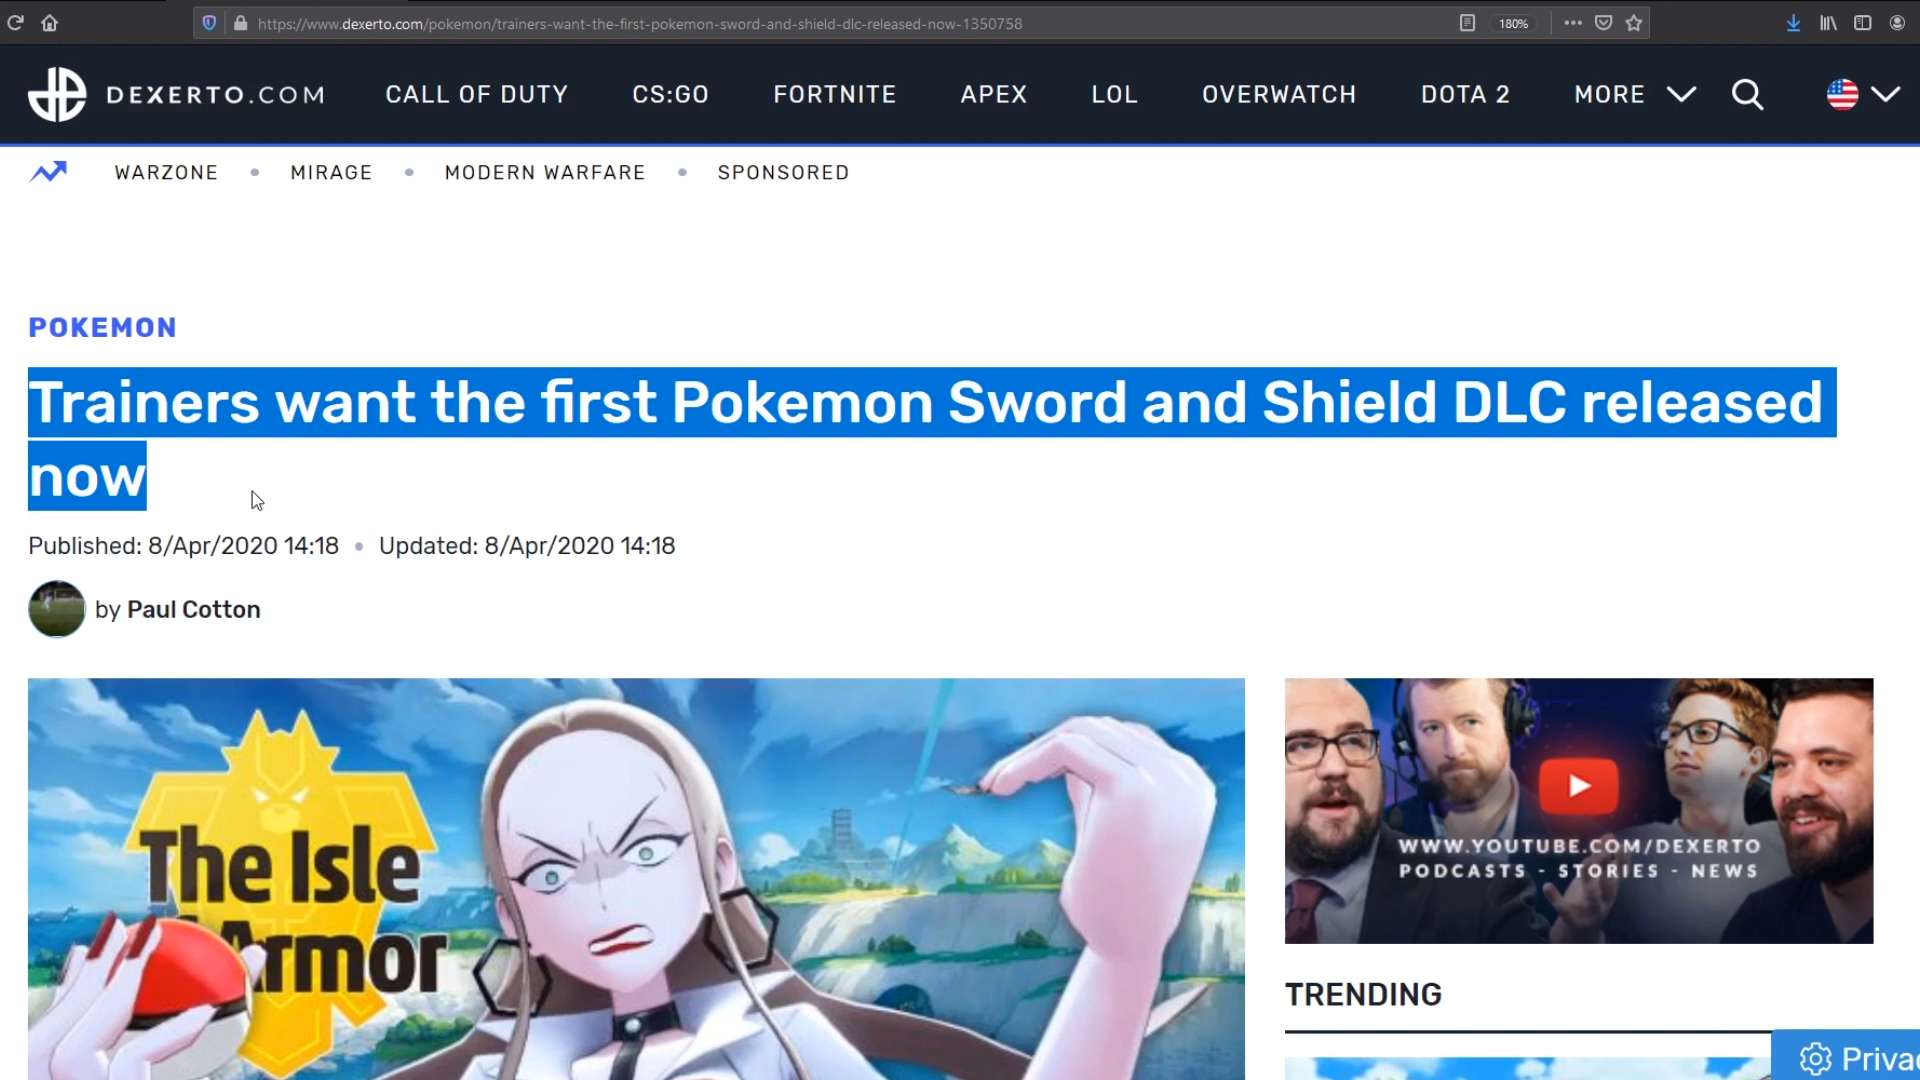 https://www.dexerto.com/pokemon/trainers-want-the-first-pokemon-sword-and-shield-dlc-released-now-1350758
180%
DEXERTO.COM
CALL OF DUTY
CS:GO
FORTNITE
APEX
LOL
OVERWATCH
DOTA 2
MORE
WARZONE • MIRAGE • MODERN WARFARE • SPONSORED
POKEMON
Trainers want the first Pokemon Sword and Shield DLC released
now
Published: 8/Apr/2020 14:18 • Updated: 8/Apr/2020 14:18
by Paul Cotton
The Isle
Armor
WWW.YOUTUBE.COM/DEXERTO
PODCASTS - STORIES - NEWS
TRENDING